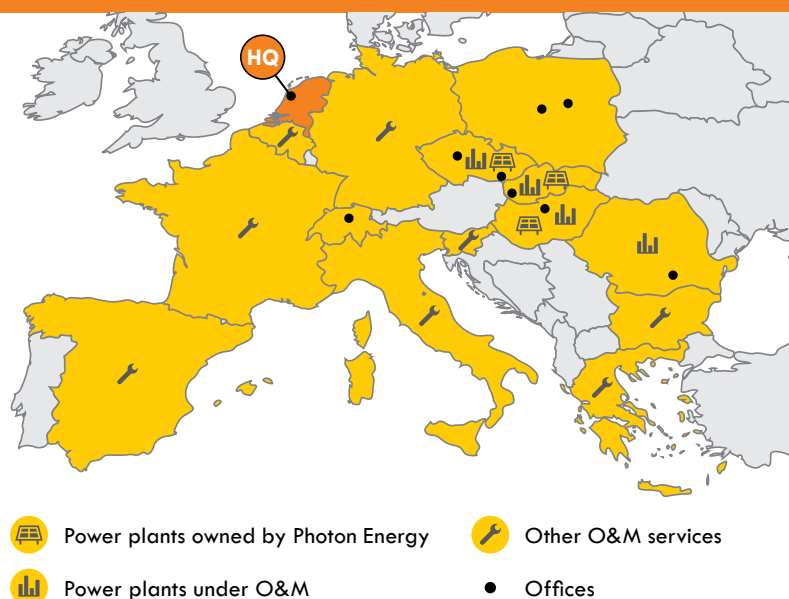 HQ
Power plants owned by Photon Energy
Other O&M services
Power plants under O&M
Offices